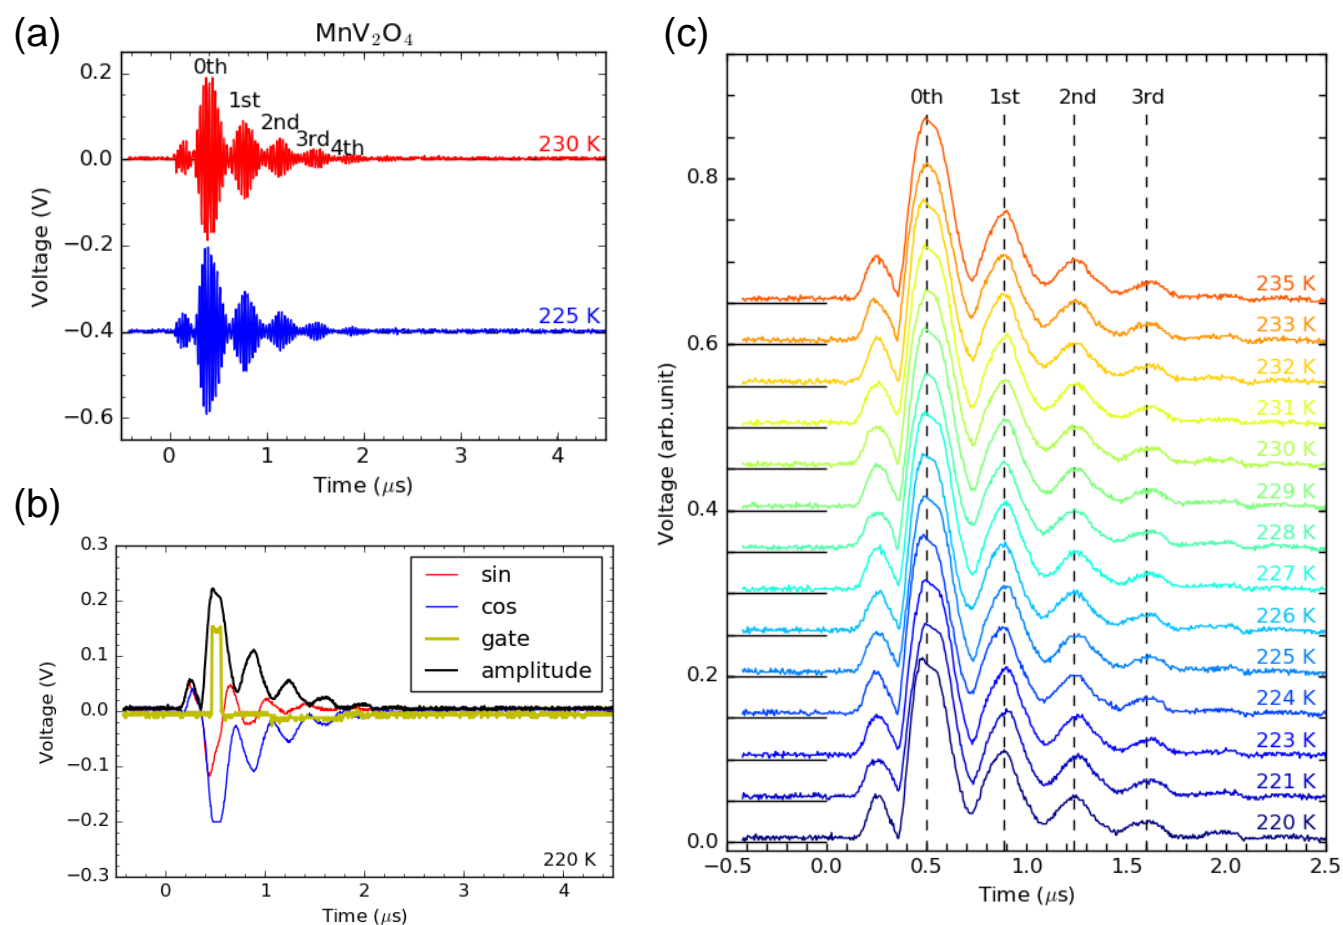 (a)
MnV₂O₄
0th
1st
2nd
3rd
4th
230 K
225 K
0.2
0.0
−0.2
−0.4
−0.6
Voltage (V)
0 1 2 3 4
Time (μs)
(b)
0.3
0.2
0.1
0.0
−0.1
−0.2
−0.3
Voltage (V)
sin
cos
gate
amplitude
220 K
0 1 2 3 4
Time (μs)
(c)
0th 1st 2nd 3rd
0.8
0.6
0.4
0.2
0.0
Voltage (arb.unit)
235 K
233 K
232 K
231 K
230 K
229 K
228 K
227 K
226 K
225 K
224 K
223 K
221 K
220 K
−0.5 0.0 0.5 1.0 1.5 2.0 2.5
Time (μs)